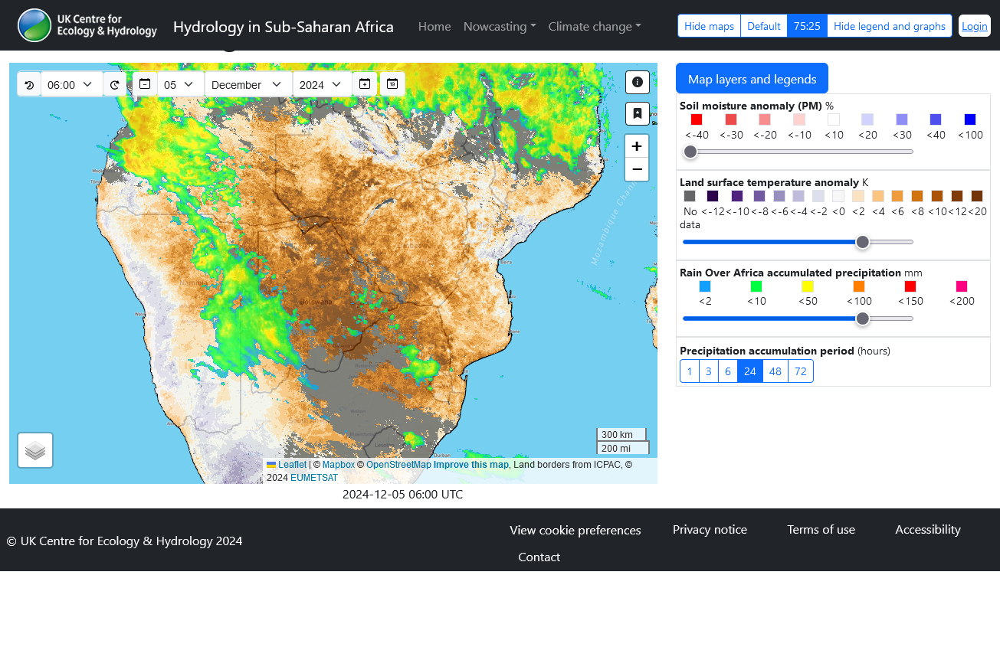 UK Centre for
Ecology & Hydrology
Hydrology in Sub-Saharan Africa
Home
Nowcasting
Climate change
Hide maps
Default
75:25
Hide legend and graphs
Login
06:00
05
December
2024
19
Map layers and legends
Soil moisture anomaly (PM) %
<-40 <-30 <-20 <-10 <10 <20 <30 <40 <100
Land surface temperature anomaly K
No data <-12 <-10 <-8 <-6 <-4 <-2 <0 <2 <4 <6 <8 <10 <12 <20
Rain Over Africa accumulated precipitation mm
<2 <10 <50 <100 <150 <200
Precipitation accumulation period (hours)
1 3 6 24 48 72
+
−
Mozambique Channel
Beira
Botswana
Lesotho
Durban
300 km
200 mi
Leaflet | © Mapbox © OpenStreetMap Improve this map, Land borders from ICPAC, ©
2024 EUMETSAT
2024-12-05 06:00 UTC
© UK Centre for Ecology & Hydrology 2024
View cookie preferences
Privacy notice
Terms of use
Accessibility
Contact